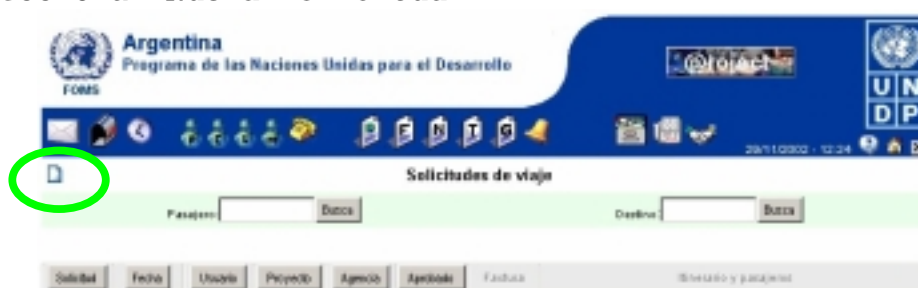 Argentina
Programa de las Naciones Unidas para el Desarrollo
FOMS
@roject
U N
D P
29/11/2002 - 12:24
Solicitudes de viaje
Pasajero: Busca Destino: Busca
Solicitud Fecha Usuario Proyecto Agencia Aprobado Factura Itinerario y pasajeros